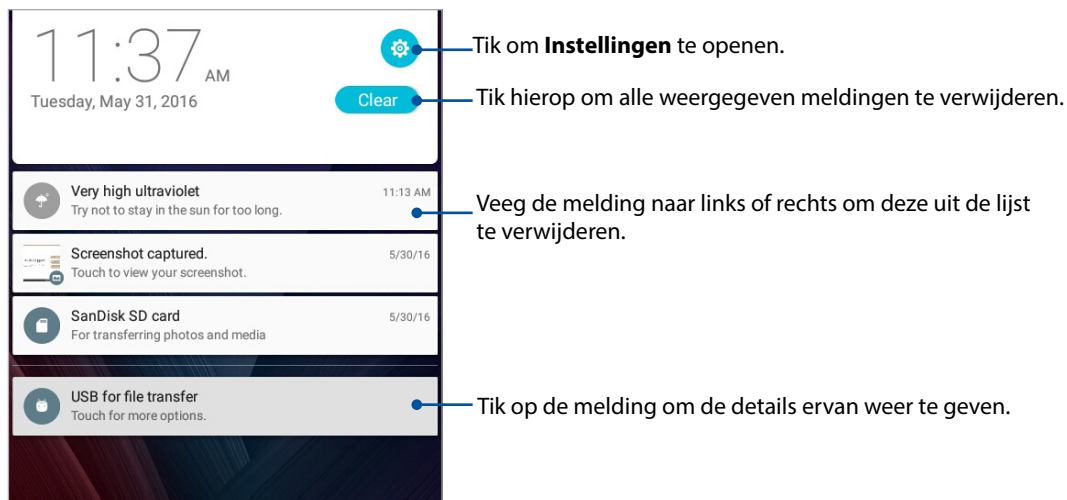 11:37 AM
Tik om Instellingen te openen.
Tuesday, May 31, 2016
Clear
Tik hierop om alle weergegeven meldingen te verwijderen.
Very high ultraviolet
11:13 AM
Try not to stay in the sun for too long.
Veeg de melding naar links of rechts om deze uit de lijst
te verwijderen.
Screenshot captured.
5/30/16
Touch to view your screenshot.
SanDisk SD card
5/30/16
For transferring photos and media
USB for file transfer
Touch for more options.
Tik op de melding om de details ervan weer te geven.